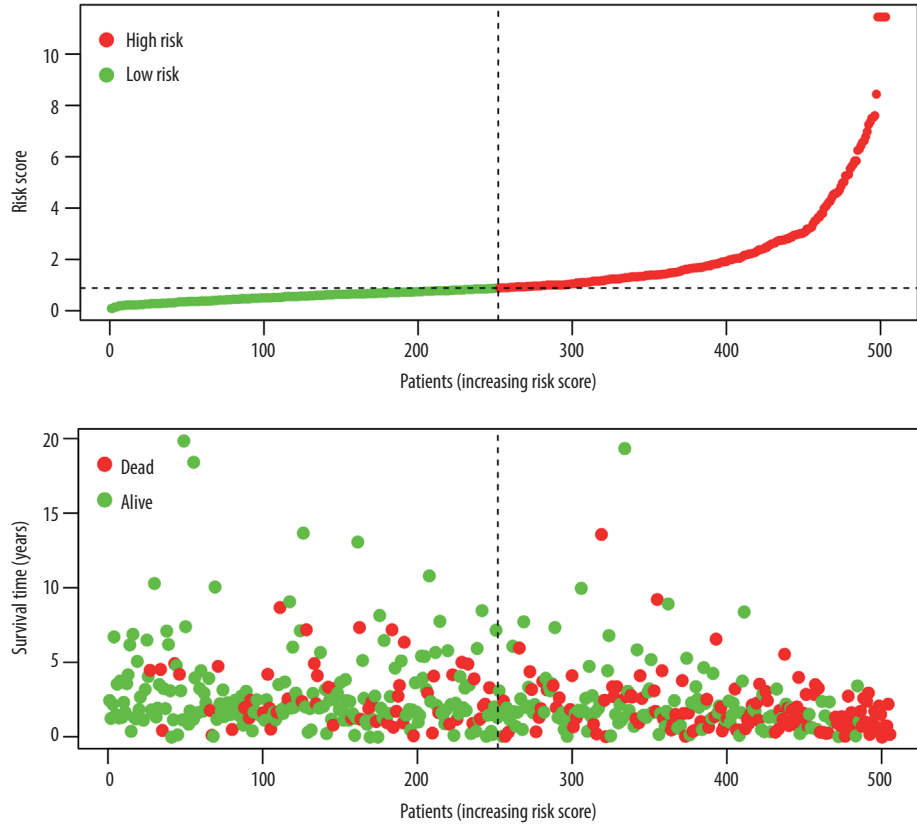 10
8
6
4
2
0
Risk score
High risk
Low risk
0 100 200 300 400 500
Patients (increasing risk score)
20
15
10
5
0
Survival time (years)
Dead
Alive
0 100 200 300 400 500
Patients (increasing risk score)